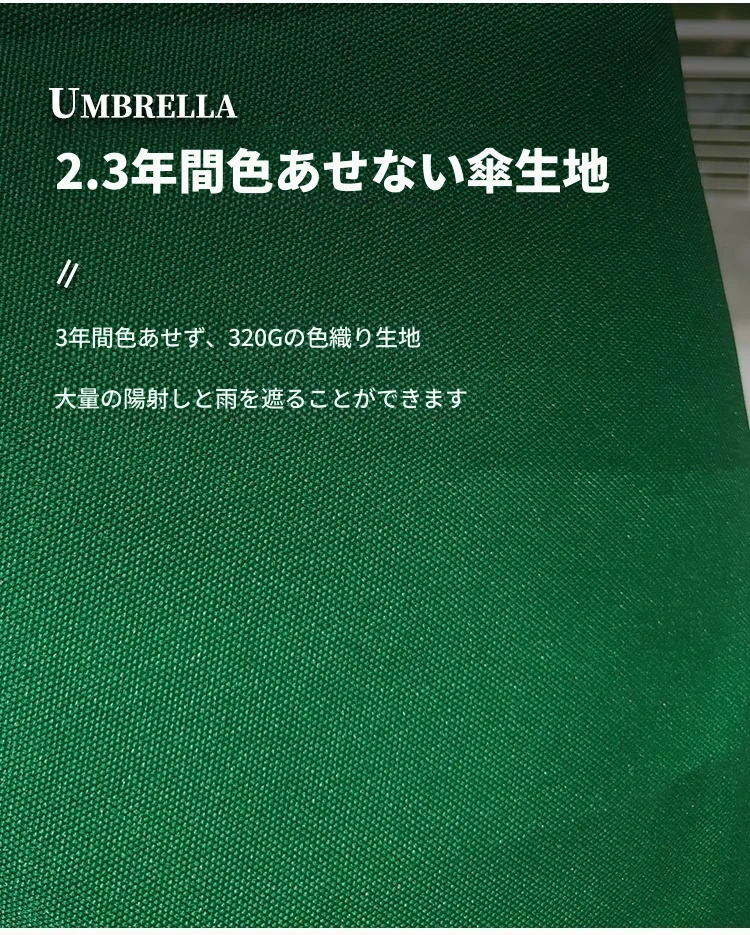 UMBRELLA
2.3年間色あせない傘生地
//
3年間色あせず、320Gの色織り生地
大量の陽射しと雨を遮ることができます